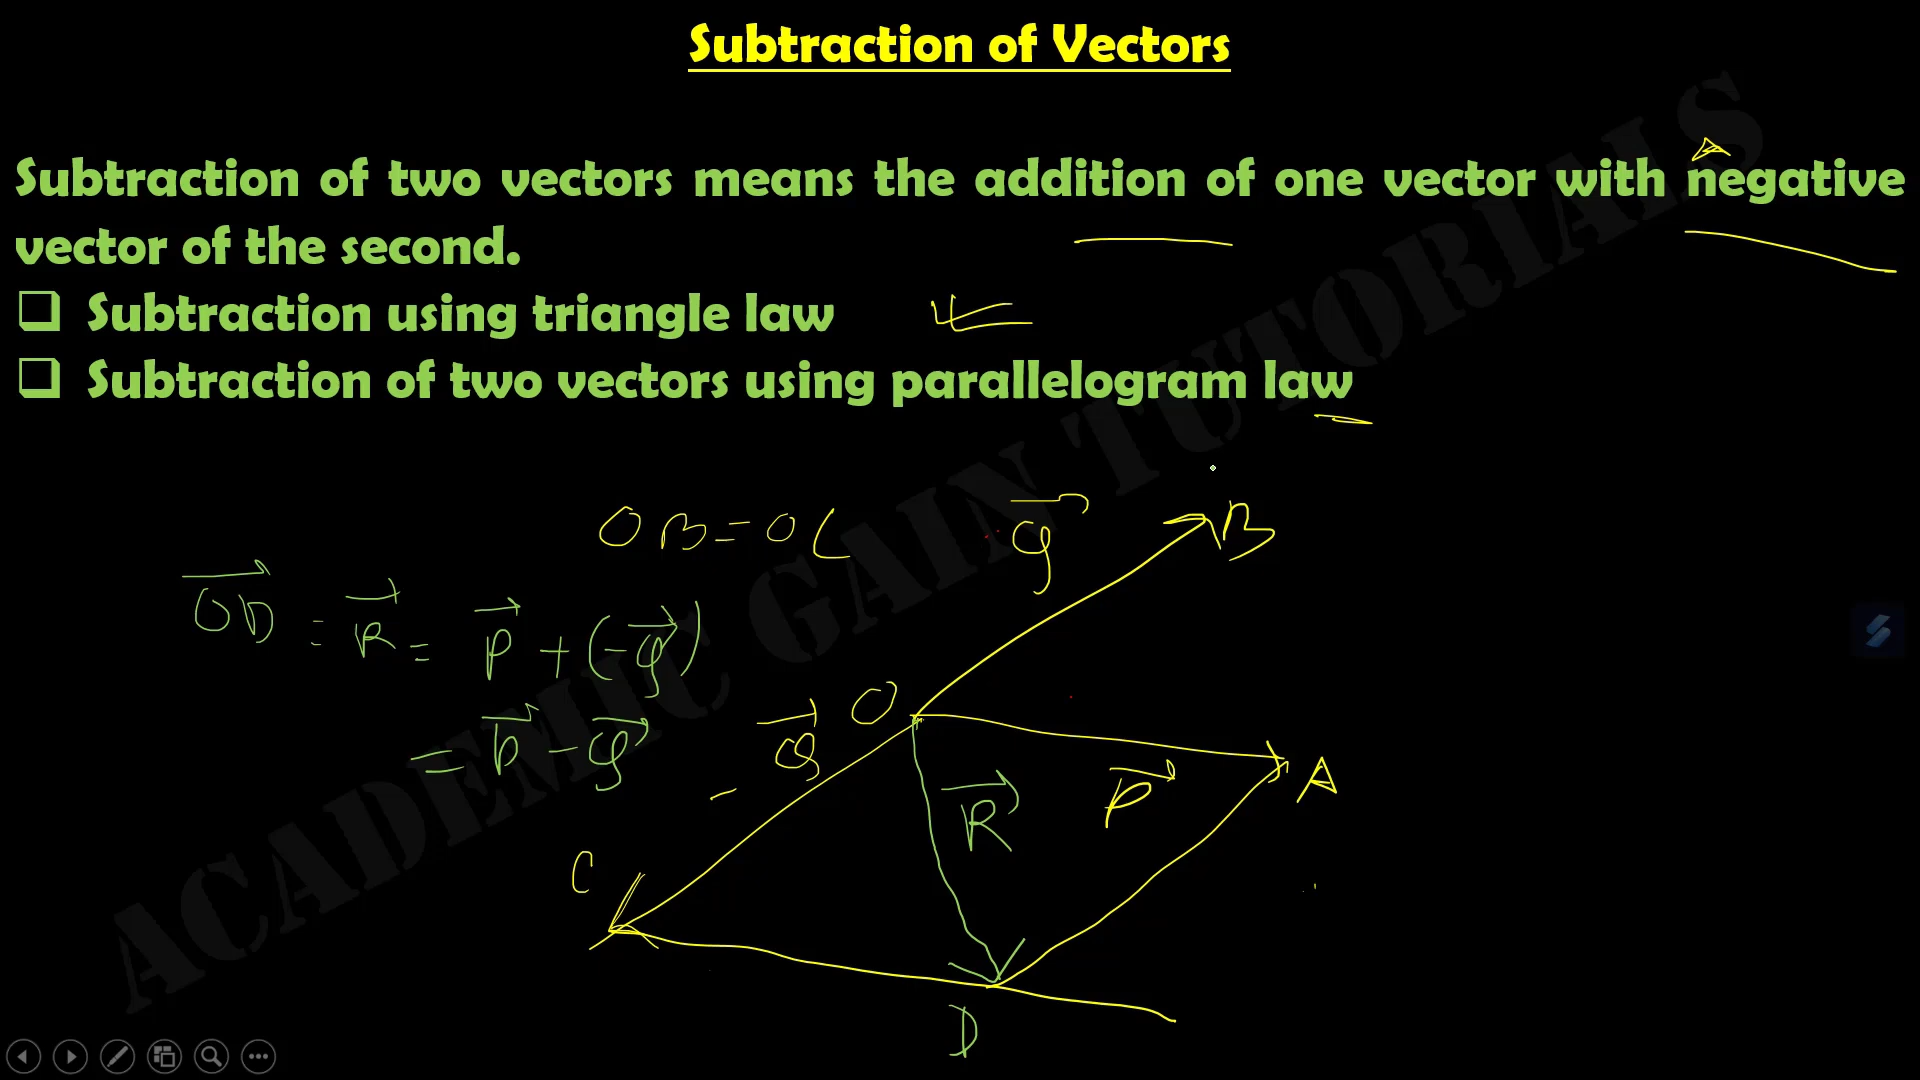 Subtraction of Vectors
Subtraction of two vectors means the addition of one vector with negative
vector of the second.
❑ Subtraction using triangle law
❑ Subtraction of two vectors using parallelogram law
OB = OC
q⃗
B
OD⃗ = R⃗ = P⃗ + (-q⃗)
= P⃗ - q⃗
O
- q⃗
R⃗
P⃗
A
C
D
ACADEMIC GAIN TUTORIALS